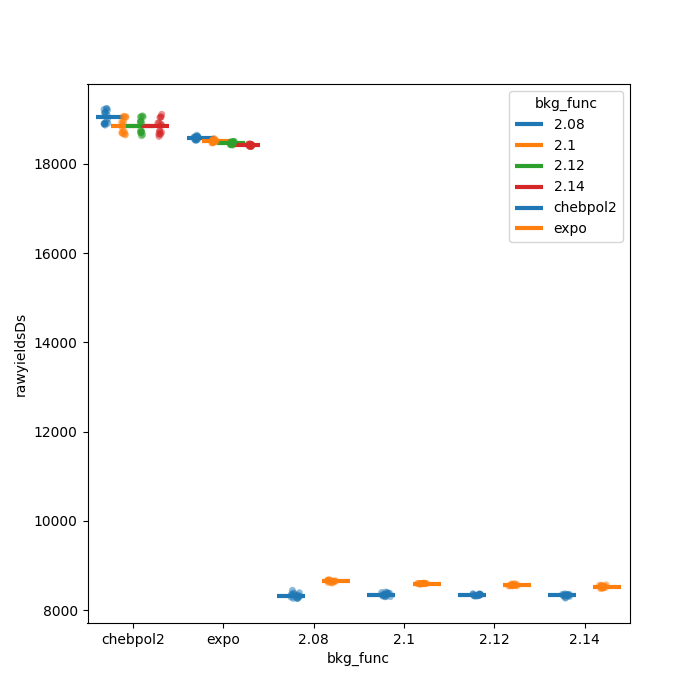 bkg_func
2.08
2.1
2.12
2.14
chebpol2
expo
18000
16000
14000
12000
10000
8000
rawyieldsDs
chebpol2 expo 2.08 2.1 2.12 2.14
bkg_func